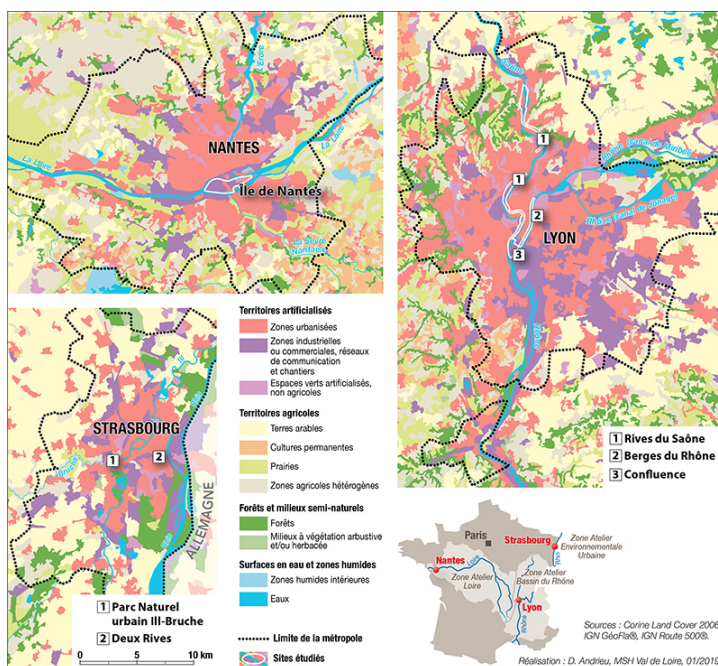 L'Erdre
NANTES
La Loire
La Loire
Île de Nantes
La Sèvre
Nantaise
Saône
1
Rhône (Canal de Miribel)
1
Rhône (Canal de Jonage)
2
LYON
3
Rhône
1 Rives du Saône
2 Berges du Rhône
3 Confluence
Ill
STRASBOURG
Bruche
1
2
Rhin
ALLEMAGNE
1 Parc Naturel
urbain Ill-Bruche
2 Deux Rives
0 5 10 km
Territoires artificialisés
Zones urbanisées
Zones industrielles
ou commerciales, réseaux
de communication
et chantiers
Espaces verts artificialisés,
non agricoles
Territoires agricoles
Terres arables
Cultures permanentes
Prairies
Zones agricoles hétérogènes
Forêts et milieux semi-naturels
Forêts
Milieux à végétation arbustive
et/ou herbacée
Surfaces en eau et zones humides
Zones humides intérieures
Eaux
Limite de la métropole
Sites étudiés
Paris
Strasbourg
Zone Atelier
Environnementale
Urbaine
Rhin
Nantes
Loire
Zone Atelier
Loire
Zone Atelier
Bassin du Rhône
Lyon
Rhône
Sources : Corine Land Cover 2006,
IGN GéoFla®, IGN Route 500®.
Réalisation : D. Andrieu, MSH Val de Loire, 01/2019